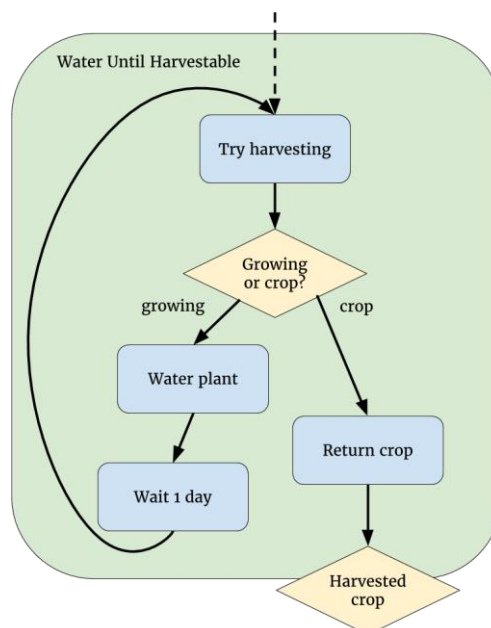 Water Until Harvestable
Try harvesting
Growing
or crop?
growing
crop
Water plant
Return crop
Wait 1 day
Harvested
crop